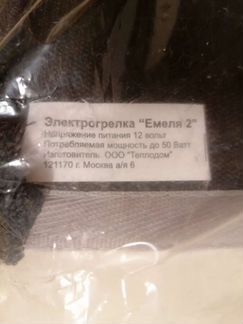 Электрогрелка "Емеля 2"
Напряжение питания 12 вольт
Потребляемая мощность до 50 Ватт
Изготовитель. ООО "Теплодом"
121170 г. Москва а/я 6